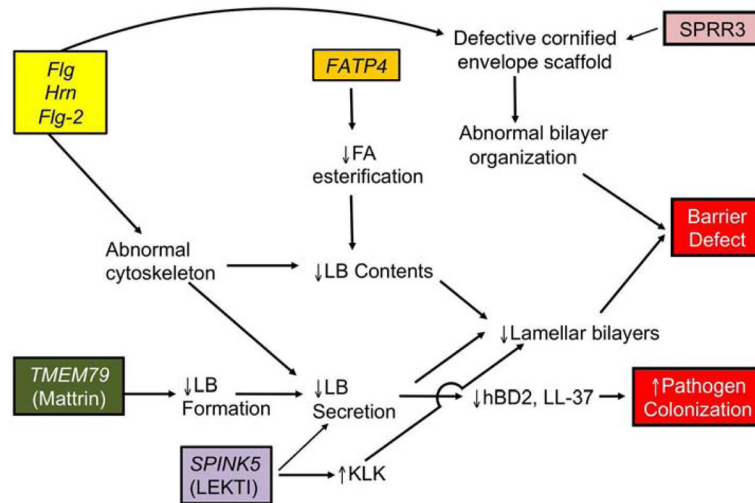 Flg
Hrn
Flg-2
FATP4
Defective cornified
envelope scaffold
SPRR3
↓FA
esterification
Abnormal bilayer
organization
Barrier
Defect
Abnormal
cytoskeleton
↓LB Contents
↓Lamellar bilayers
TMEM79
(Mattrin)
↓LB
Formation
↓LB
Secretion
↓hBD2, LL-37
↑Pathogen
Colonization
SPINK5
(LEKTI)
↑KLK